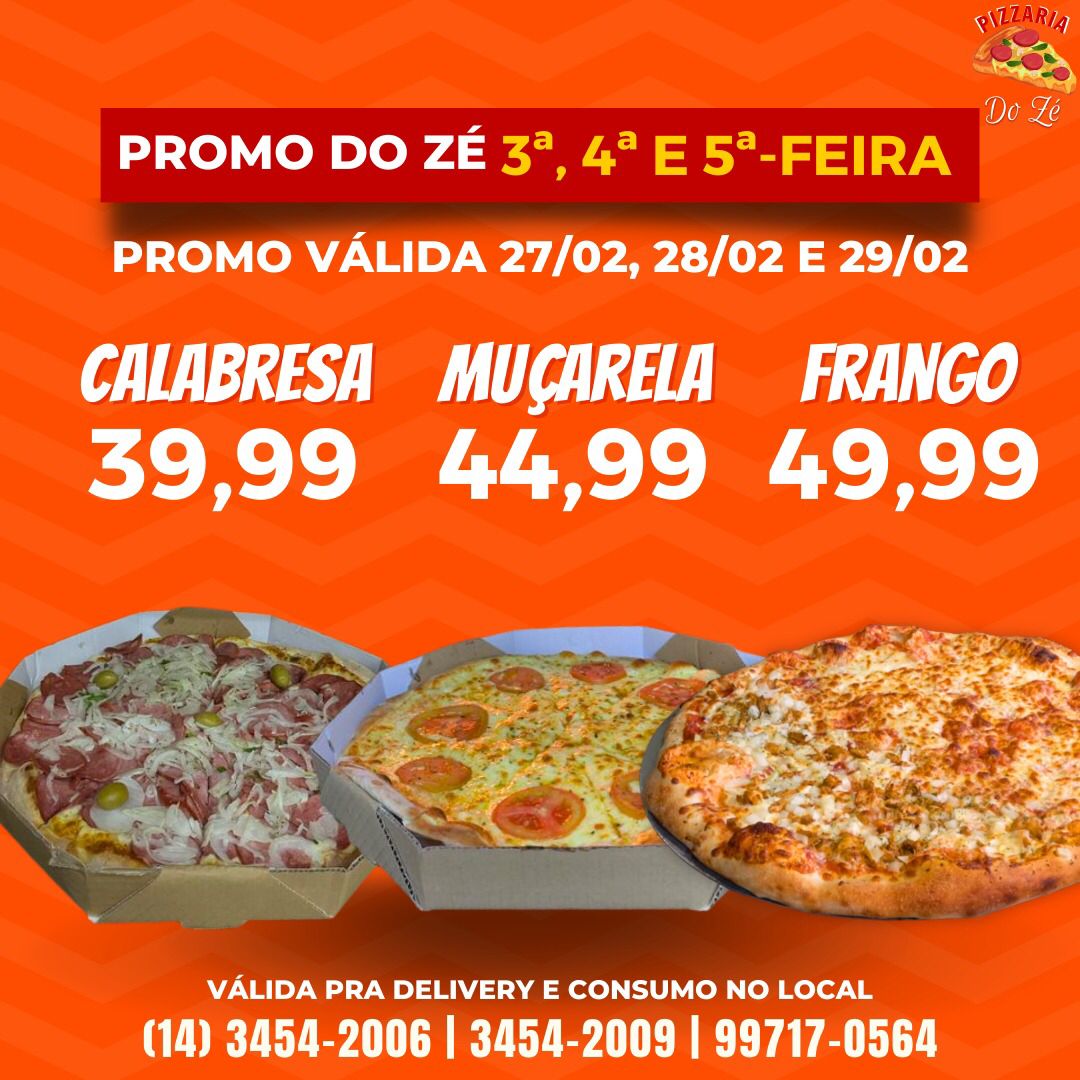 PIZZARIA
Do Zé
PROMO DO ZÉ 3ª, 4ª E 5ª-FEIRA
PROMO VÁLIDA 27/02, 28/02 E 29/02
CALABRESA MUÇARELA FRANGO
39,99 44,99 49,99
VÁLIDA PRA DELIVERY E CONSUMO NO LOCAL
(14) 3454-2006 | 3454-2009 | 99717-0564